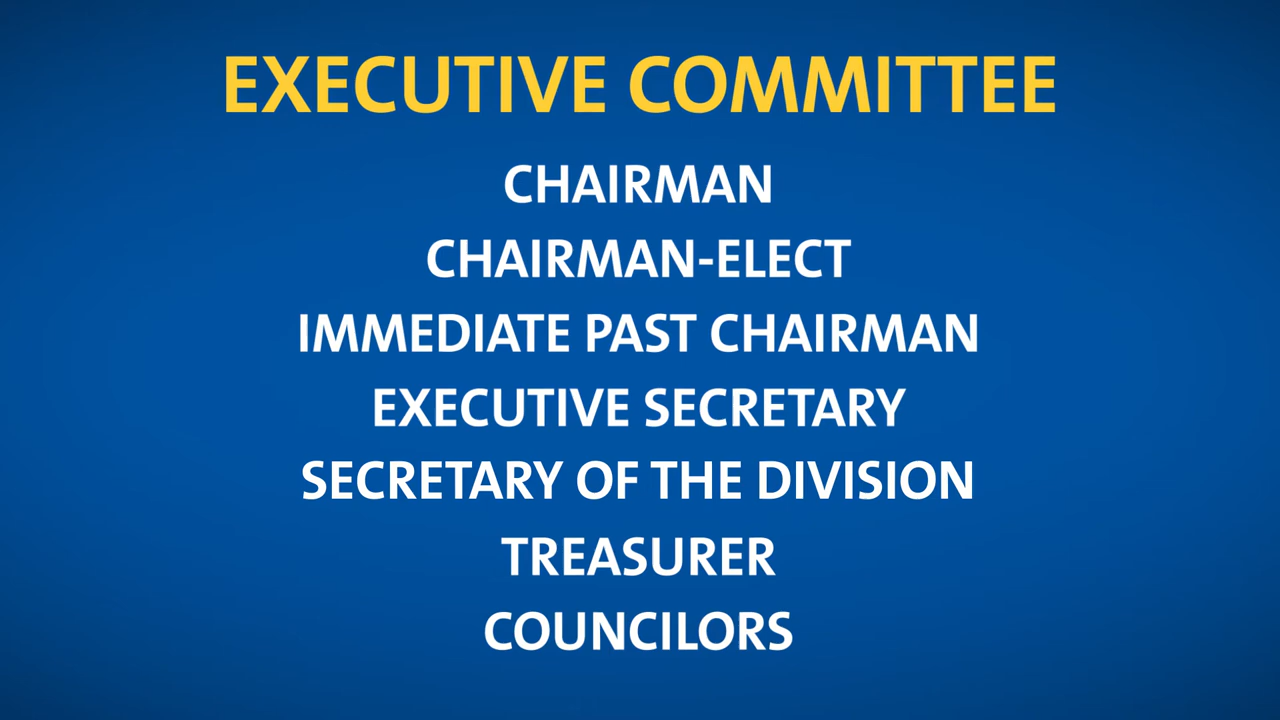 EXECUTIVE COMMITTEE
CHAIRMAN
CHAIRMAN-ELECT
IMMEDIATE PAST CHAIRMAN
EXECUTIVE SECRETARY
SECRETARY OF THE DIVISION
TREASURER
COUNCILORS